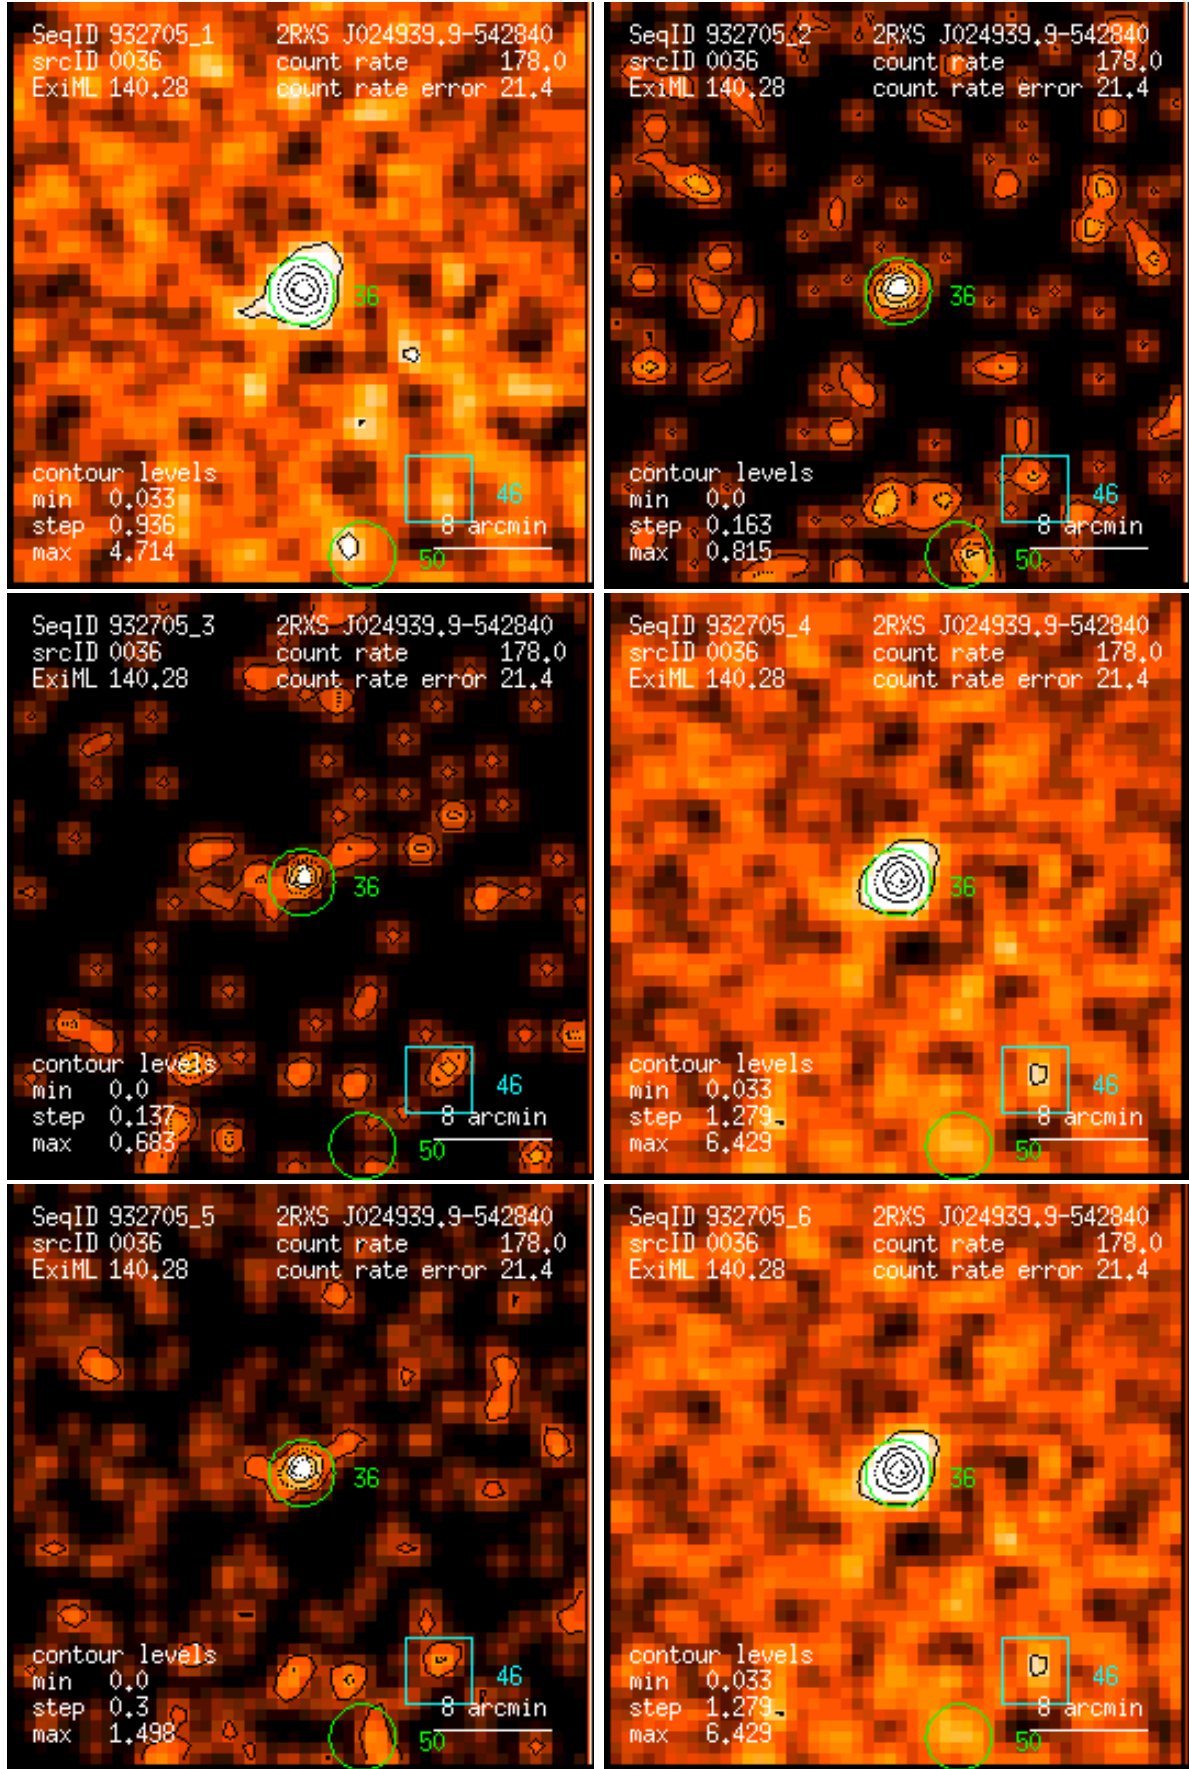 SeqID 932705_1 2RXS J024939.9-542840
srcID 0036 count rate 178.0
ExiML 140.28 count rate error 21.4
36
contour levels
min 0.033
46
step 0.936
8 arcmin
max 4.714
50
SeqID 932705_2 2RXS J024939.9-542840
srcID 0036 count rate 178.0
ExiML 140.28 count rate error 21.4
36
contour levels
min 0.0
46
step 0.163
8 arcmin
max 0.815
50
SeqID 932705_3 2RXS J024939.9-542840
srcID 0036 count rate 178.0
ExiML 140.28 count rate error 21.4
36
contour levels
min 0.0
46
step 0.137
8 arcmin
max 0.683
50
SeqID 932705_4 2RXS J024939.9-542840
srcID 0036 count rate 178.0
ExiML 140.28 count rate error 21.4
36
contour levels
min 0.033
46
step 1.279
8 arcmin
max 6.429
50
SeqID 932705_5 2RXS J024939.9-542840
srcID 0036 count rate 178.0
ExiML 140.28 count rate error 21.4
36
contour levels
min 0.0
46
step 0.3
8 arcmin
max 1.498
50
SeqID 932705_6 2RXS J024939.9-542840
srcID 0036 count rate 178.0
ExiML 140.28 count rate error 21.4
36
contour levels
min 0.033
46
step 1.279
8 arcmin
max 6.429
50